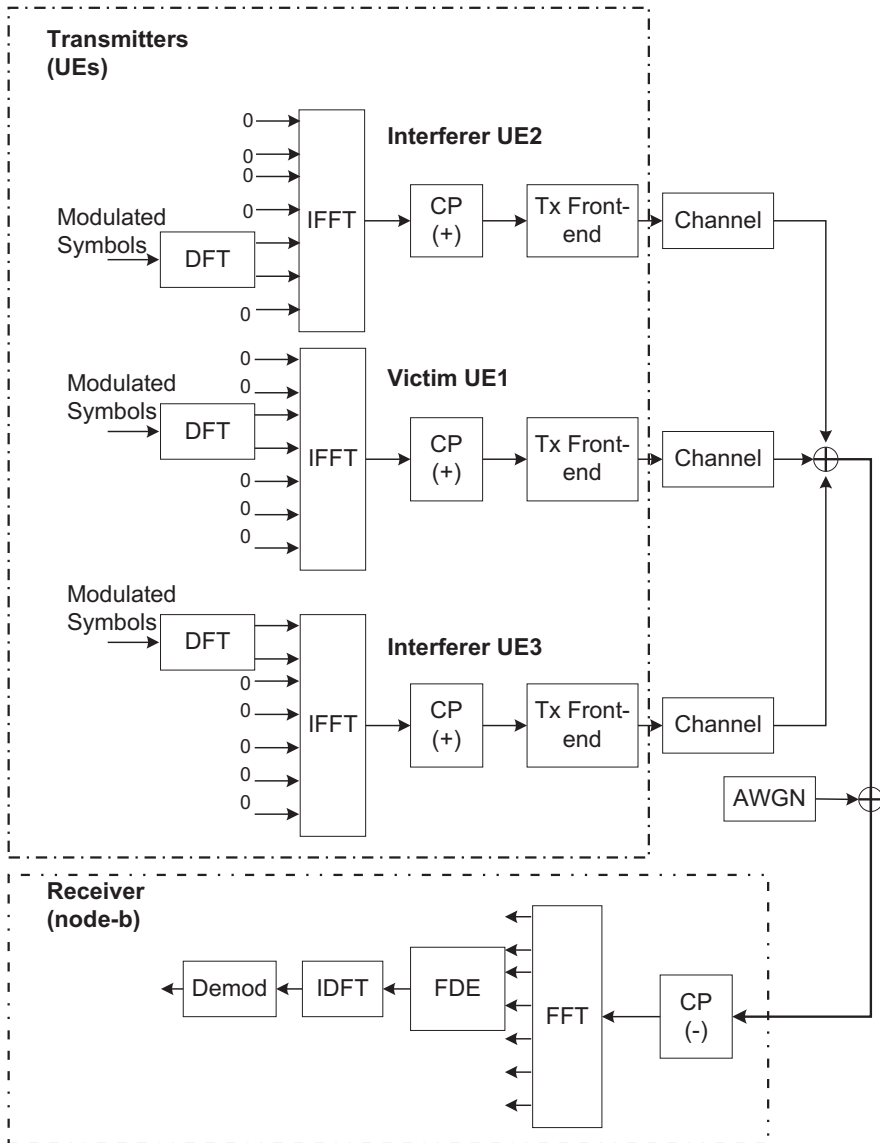 Transmitters
(UEs)
0
Interferer UE2
0
0
0
Modulated
Symbols
DFT
IFFT
CP
(+)
Tx Front-
end
Channel
0
0
Victim UE1
0
Modulated
Symbols
DFT
IFFT
CP
(+)
Tx Front-
end
Channel
0
0
0
Modulated
Symbols
DFT
Interferer UE3
0
0
IFFT
CP
(+)
Tx Front-
end
Channel
0
0
0
AWGN
Receiver
(node-b)
Demod
IDFT
FDE
FFT
CP
(-)